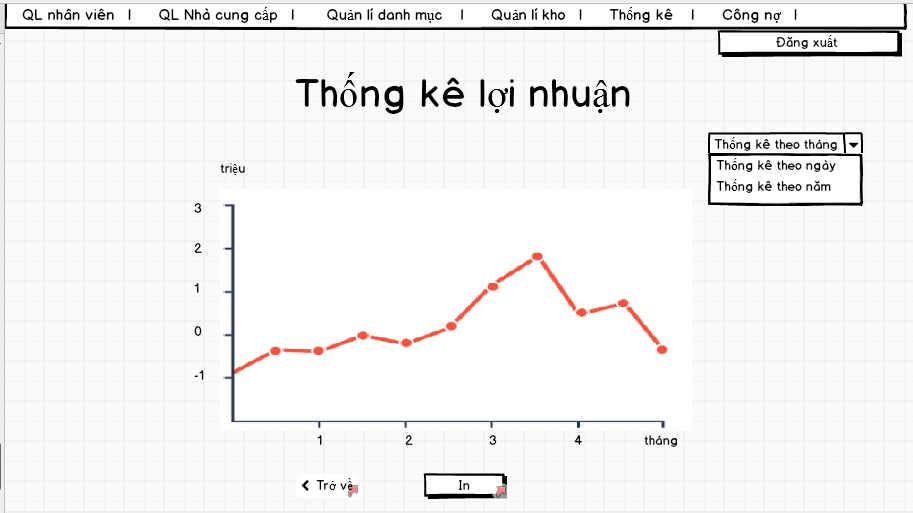 QL nhân viên | QL Nhà cung cấp | Quản lí danh mục | Quản lí kho | Thống kê | Công nợ |
Đăng xuất
Thống kê lợi nhuận
Thống kê theo tháng
Thống kê theo ngày
Thống kê theo năm
triệu
3
2
1
0
-1
1 2 3 4 tháng
Trở về
In